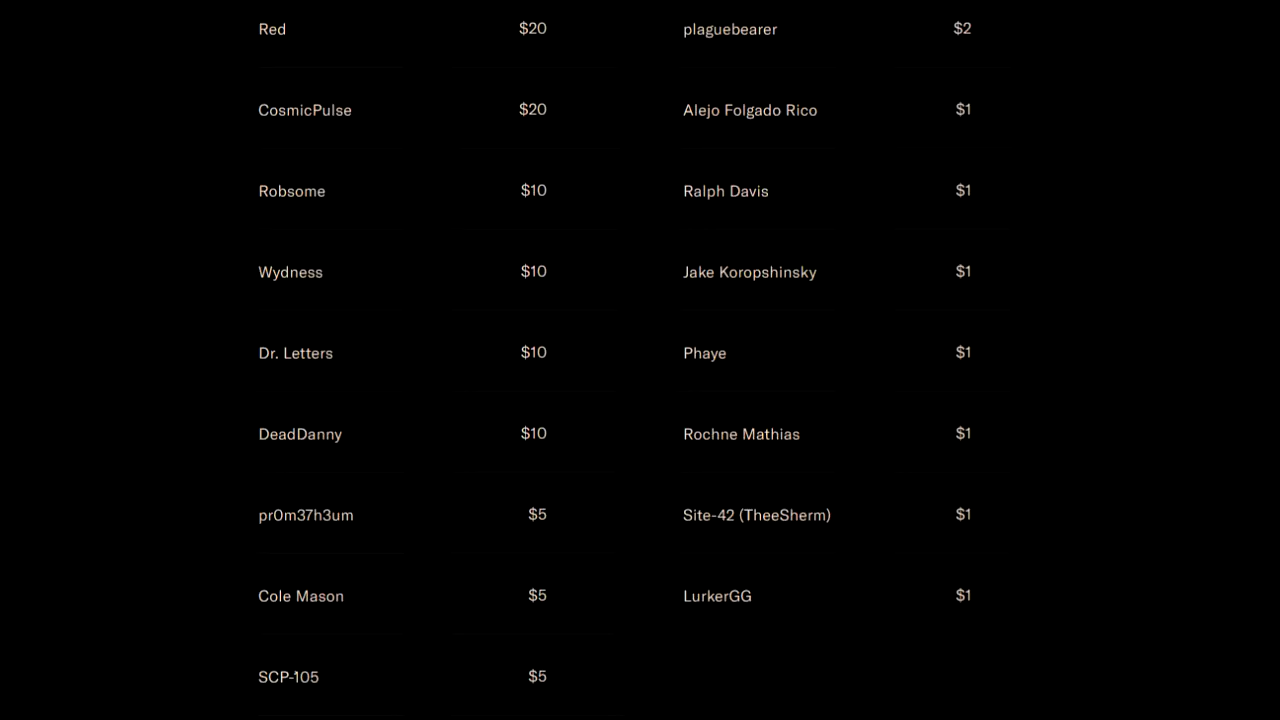 Red $20 plaguebearer $2
CosmicPulse $20 Alejo Folgado Rico $1
Robsome $10 Ralph Davis $1
Wydness $10 Jake Koropshinsky $1
Dr. Letters $10 Phaye $1
DeadDanny $10 Rochne Mathias $1
pr0m37h3um $5 Site-42 (TheeSherm) $1
Cole Mason $5 LurkerGG $1
SCP-105 $5